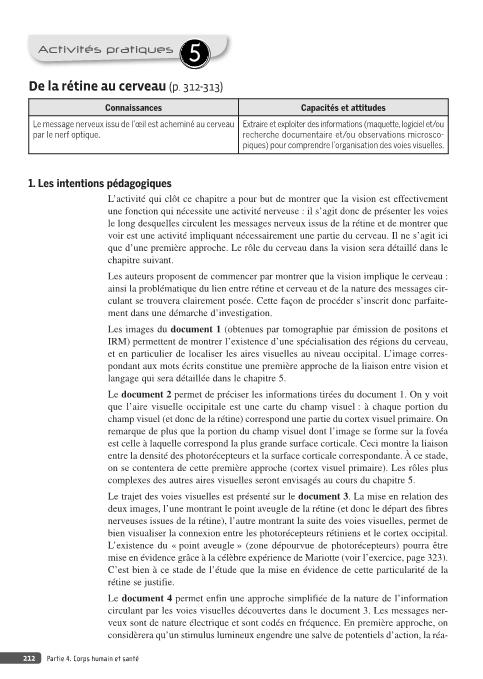 Activités pratiques 5
De la rétine au cerveau (p. 312-313)
Connaissances
Capacités et attitudes
Le message nerveux issu de l'œil est acheminé au cerveau
par le nerf optique.
Extraire et exploiter des informations (maquette, logiciel et/ou
recherche documentaire et/ou observations microsco-
piques) pour comprendre l'organisation des voies visuelles.
1. Les intentions pédagogiques
L'activité qui clôt ce chapitre a pour but de montrer que la vision est effectivement
une fonction qui nécessite une activité nerveuse : il s'agit donc de présenter les voies
le long desquelles circulent les messages nerveux issus de la rétine et de montrer que
voir est une activité impliquant nécessairement une partie du cerveau. Il ne s'agit ici
que d'une première approche. Le rôle du cerveau dans la vision sera détaillé dans le
chapitre suivant.
Les auteurs proposent de commencer par montrer que la vision implique le cerveau :
ainsi la problématique du lien entre rétine et cerveau et de la nature des messages cir-
culant se trouvera clairement posée. Cette façon de procéder s'inscrit donc parfaite-
ment dans une démarche d'investigation.
Les images du document 1 (obtenues par tomographie par émission de positons et
IRM) permettent de montrer l'existence d'une spécialisation des régions du cerveau,
et en particulier de localiser les aires visuelles au niveau occipital. L'image corres-
pondant aux mots écrits constitue une première approche de la liaison entre vision et
langage qui sera détaillée dans le chapitre 5.
Le document 2 permet de préciser les informations tirées du document 1. On y voit
que l'aire visuelle occipitale est une carte du champ visuel : à chaque portion du
champ visuel (et donc de la rétine) correspond une partie du cortex visuel primaire. On
remarque de plus que la portion du champ visuel dont l'image se forme sur la fovéa
est celle à laquelle correspond la plus grande surface corticale. Ceci montre la liaison
entre la densité des photorécepteurs et la surface corticale correspondante. À ce stade,
on se contentera de cette première approche (cortex visuel primaire). Les rôles plus
complexes des autres aires visuelles seront envisagés au cours du chapitre 5.
Le trajet des voies visuelles est présenté sur le document 3. La mise en relation des
deux images, l'une montrant le point aveugle de la rétine (et donc le départ des fibres
nerveuses issues de la rétine), l'autre montrant la suite des voies visuelles, permet de
bien visualiser la connexion entre les photorécepteurs rétiniens et le cortex occipital.
L'existence du « point aveugle » (zone dépourvue de photorécepteurs) pourra être
mise en évidence grâce à la célèbre expérience de Mariotte (voir l'exercice, page 323).
C'est bien à ce stade de l'étude que la mise en évidence de cette particularité de la
rétine se justifie.
Le document 4 permet enfin une approche simplifiée de la nature de l'information
circulant par les voies visuelles découvertes dans le document 3. Les messages ner-
veux sont de nature électrique et sont codés en fréquence. En première approche, on
considèrera qu'un stimulus lumineux engendre une salve de potentiels d'action, la réa-
212 Partie 4. Corps humain et santé